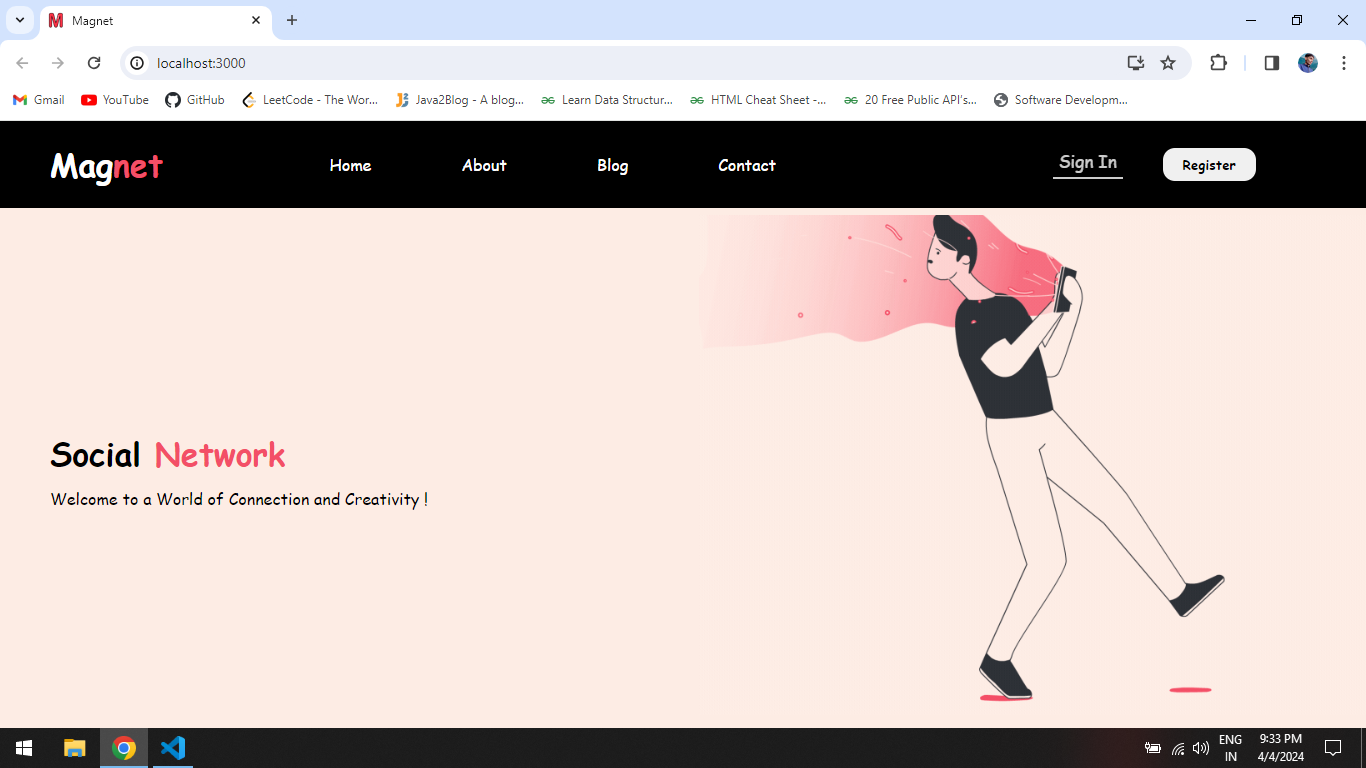 Magnet
localhost:3000
Gmail YouTube GitHub LeetCode - The Wor... Java2Blog - A blog... Learn Data Structur... HTML Cheat Sheet -... 20 Free Public API's... Software Developm...
Magnet Home About Blog Contact Sign In Register
Social Network
Welcome to a World of Connection and Creativity !
ENG 9:33 PM
IN 4/4/2024